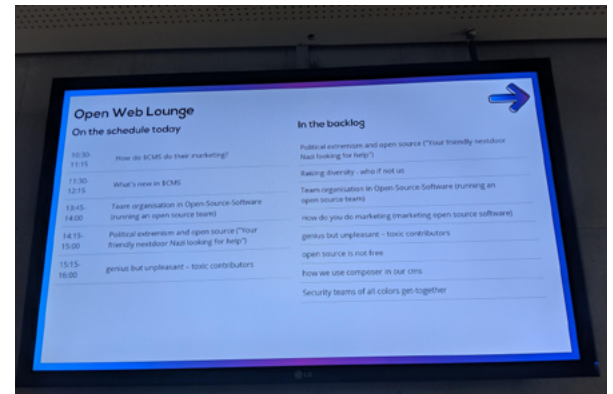 Open Web Lounge
On the schedule today
10:30-
11:15
How do $CMS do their marketing?
11:30-
12:15
What's new in $CMS
13:45-
14:00
Team organisation in Open-Source-Software
(running an open source team)
14:15-
15:00
Political extremism and open source ("Your
friendly nextdoor Nazi looking for help")
15:15-
16:00
genius but unpleasant – toxic contributors
In the backlog
Political extremism and open source ("Your friendly nextdoor
Nazi looking for help")
Raising diversity - who if not us
Team organisation in Open-Source-Software (running an
open source team)
How do you do marketing (marketing open source software)
genius but unpleasant – toxic contributors
open source is not free
how we use composer in our cms
Security teams of all colors get-together
LG